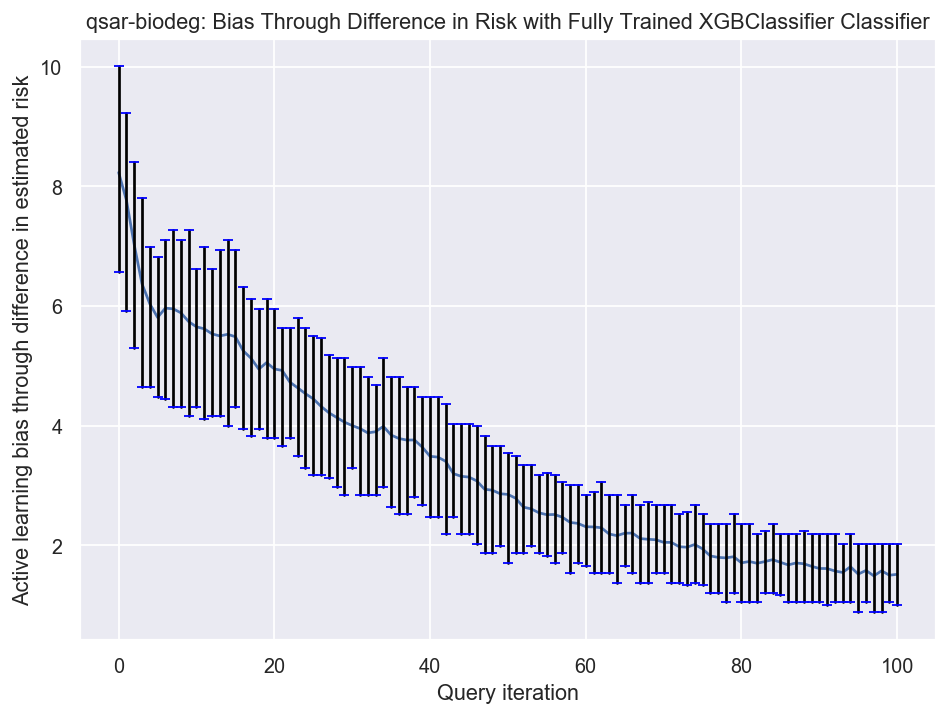 qsar-biodeg: Bias Through Difference in Risk with Fully Trained XGBClassifier Classifier
Active learning bias through difference in estimated risk
10
8
6
4
2
0 20 40 60 80 100
Query iteration